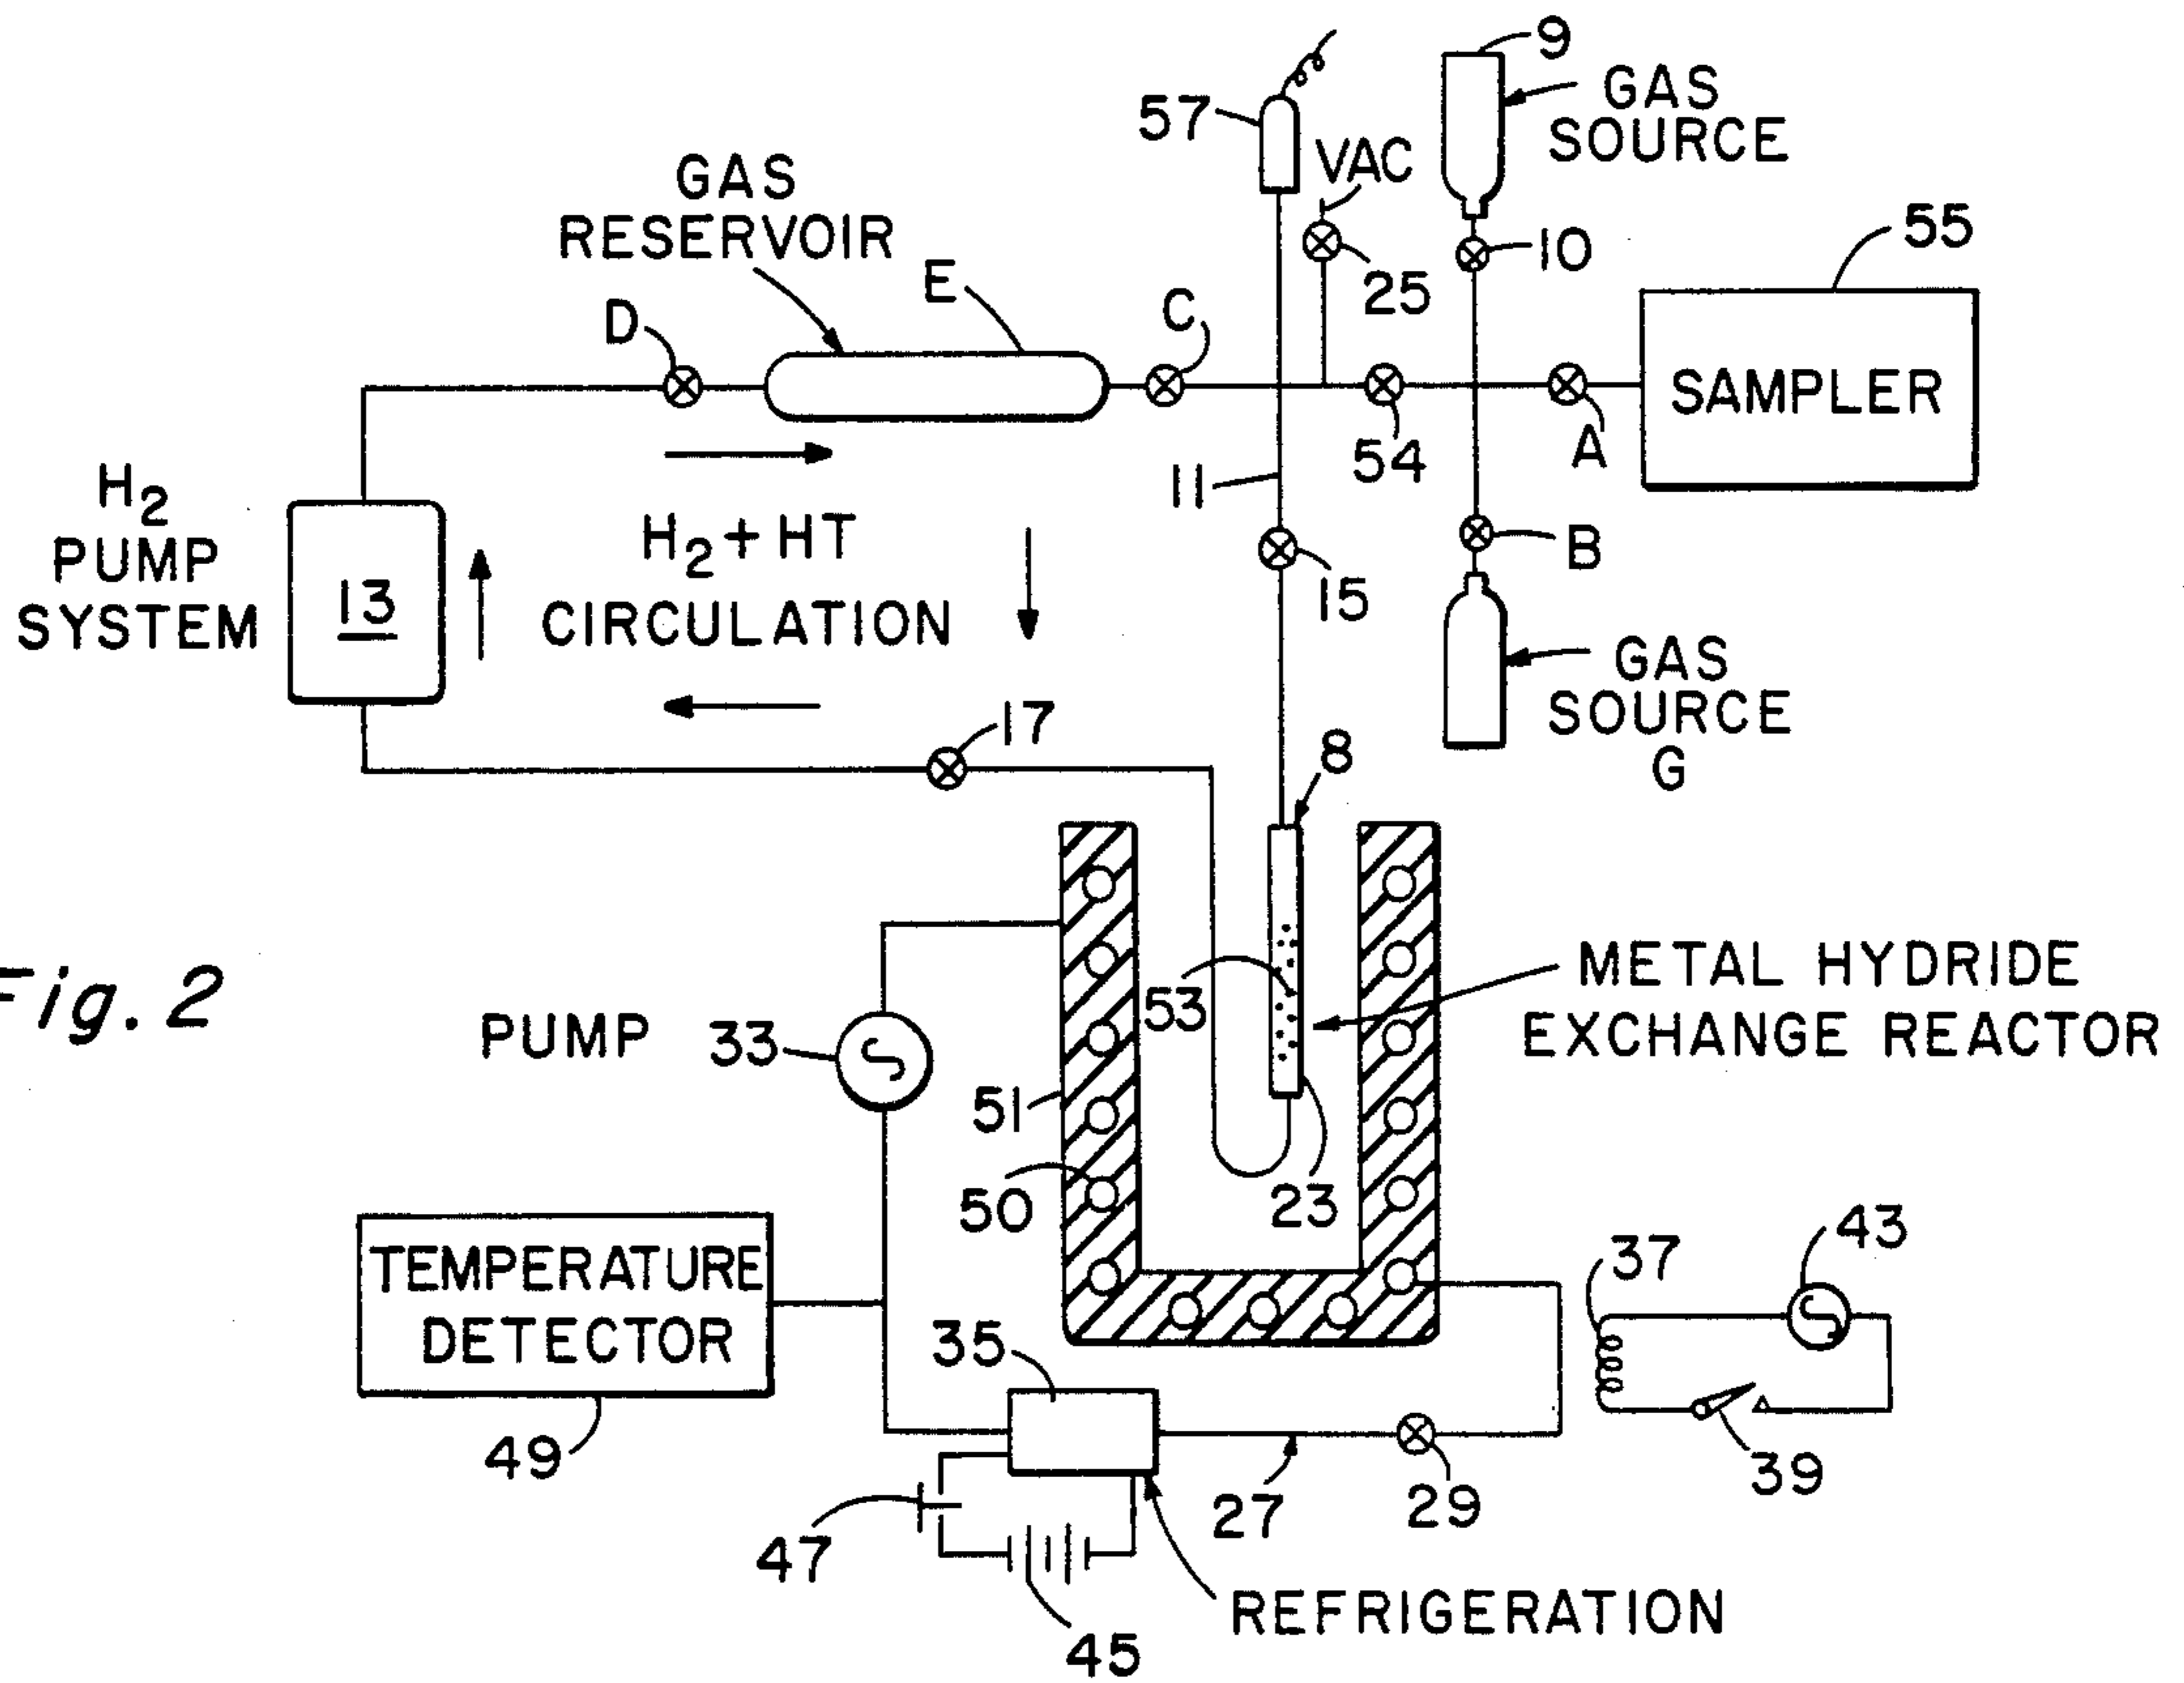 9
GAS
SOURCE
57
VAC
GAS
RESERVOIR
10
55
E
25
D
C
SAMPLER
A
54
H2
PUMP
SYSTEM
13
H2 + HT
CIRCULATION
11
15
B
GAS
SOURCE
G
17
8
Fig. 2
PUMP
33
53
METAL HYDRIDE
EXCHANGE REACTOR
51
50
23
TEMPERATURE
DETECTOR
37
43
35
49
39
27
29
47
45
REFRIGERATION